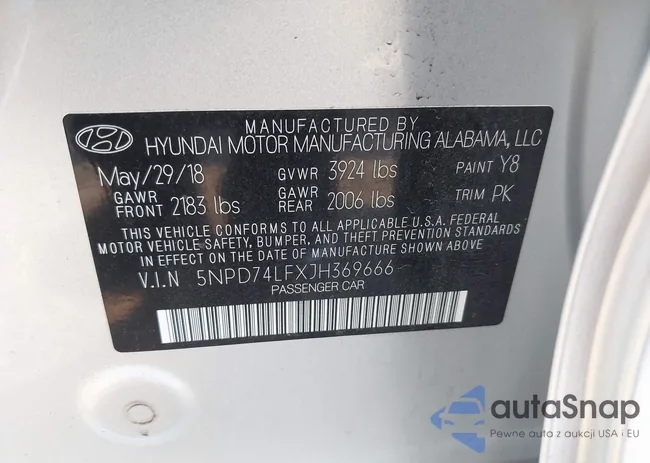 MANUFACTURED BY
HYUNDAI MOTOR MANUFACTURING ALABAMA, LLC
May/29/18 GVWR 3924 lbs PAINT Y8
GAWR FRONT 2183 lbs GAWR REAR 2006 lbs TRIM PK
THIS VEHICLE CONFORMS TO ALL APPLICABLE U.S.A. FEDERAL
MOTOR VEHICLE SAFETY, BUMPER, AND THEFT PREVENTION STANDARDS
IN EFFECT ON THE DATE OF MANUFACTURE SHOWN ABOVE.
V.I.N 5NPD74LFXJH369666
PASSENGER CAR
autoSnap
Pewne auta z aukcji USA i EU